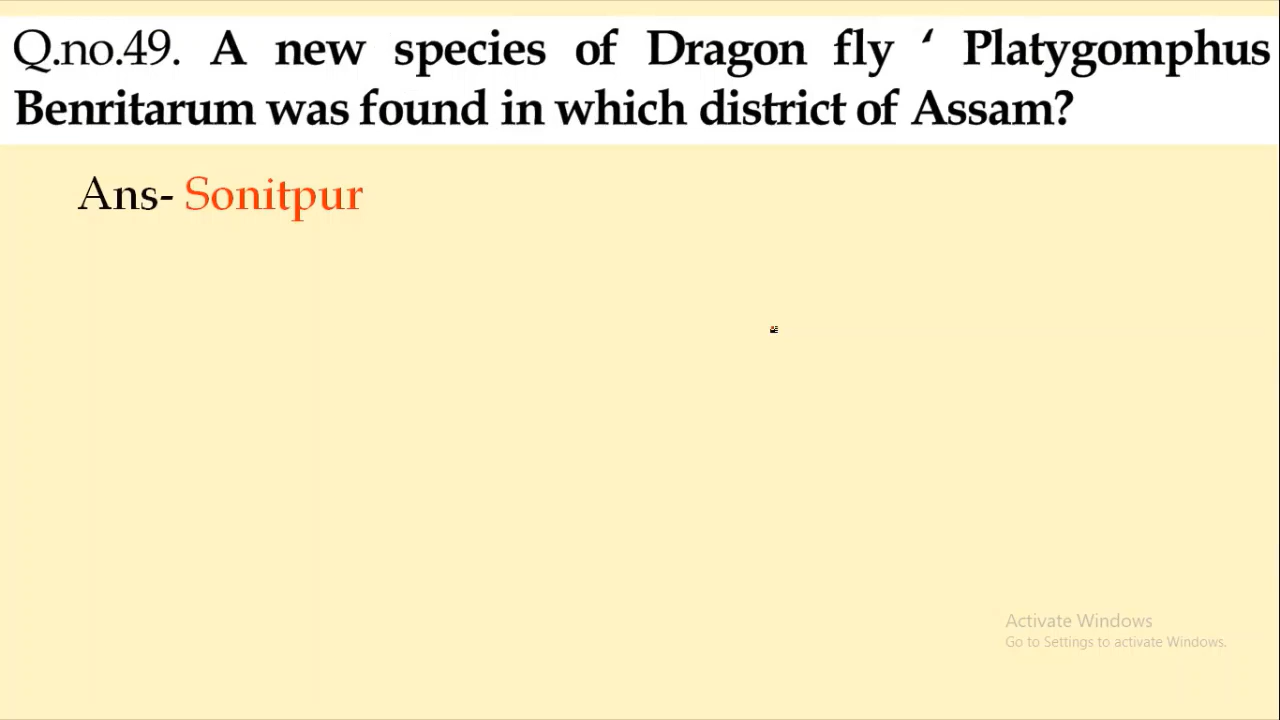 Q.no.49. A new species of Dragon fly ‘ Platygomphus
Benritarum was found in which district of Assam?
Ans- Sonitpur
Activate Windows
Go to Settings to activate Windows.